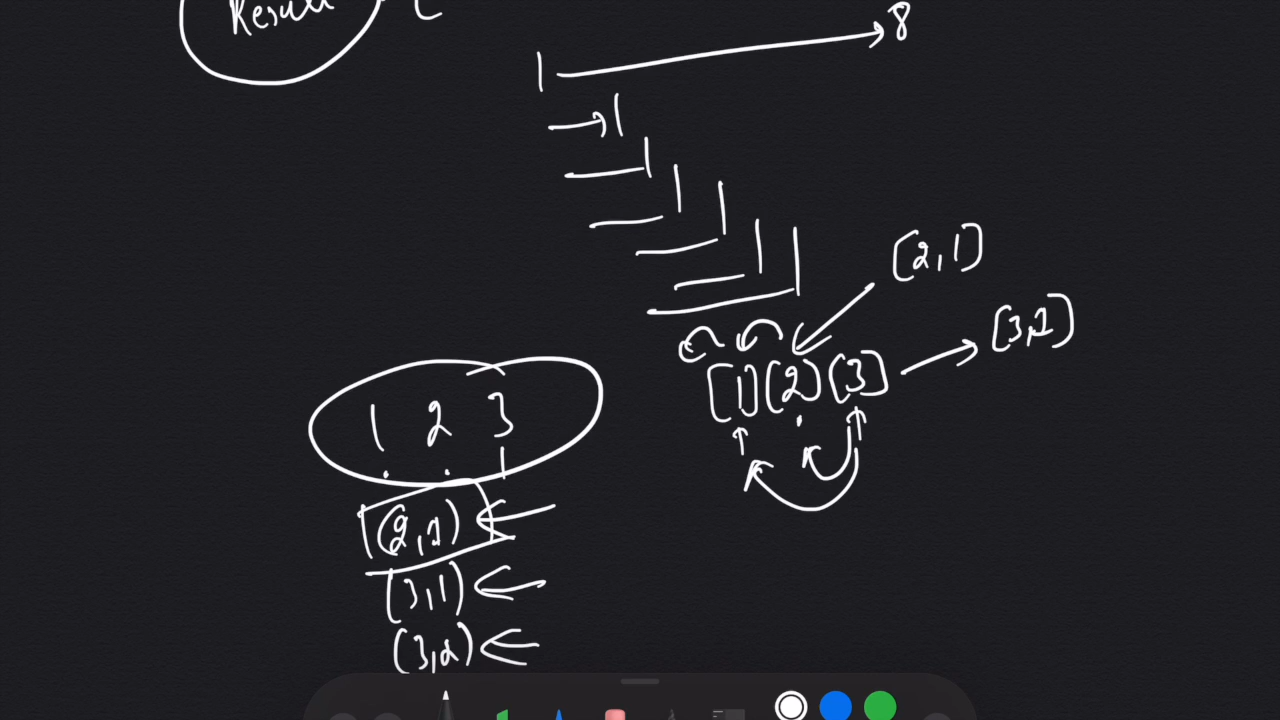 Result [
1 8
[2,1]
[3,2]
[1] [2] [3]
1 2 3
(2,1)
(3,1)
(3,2)